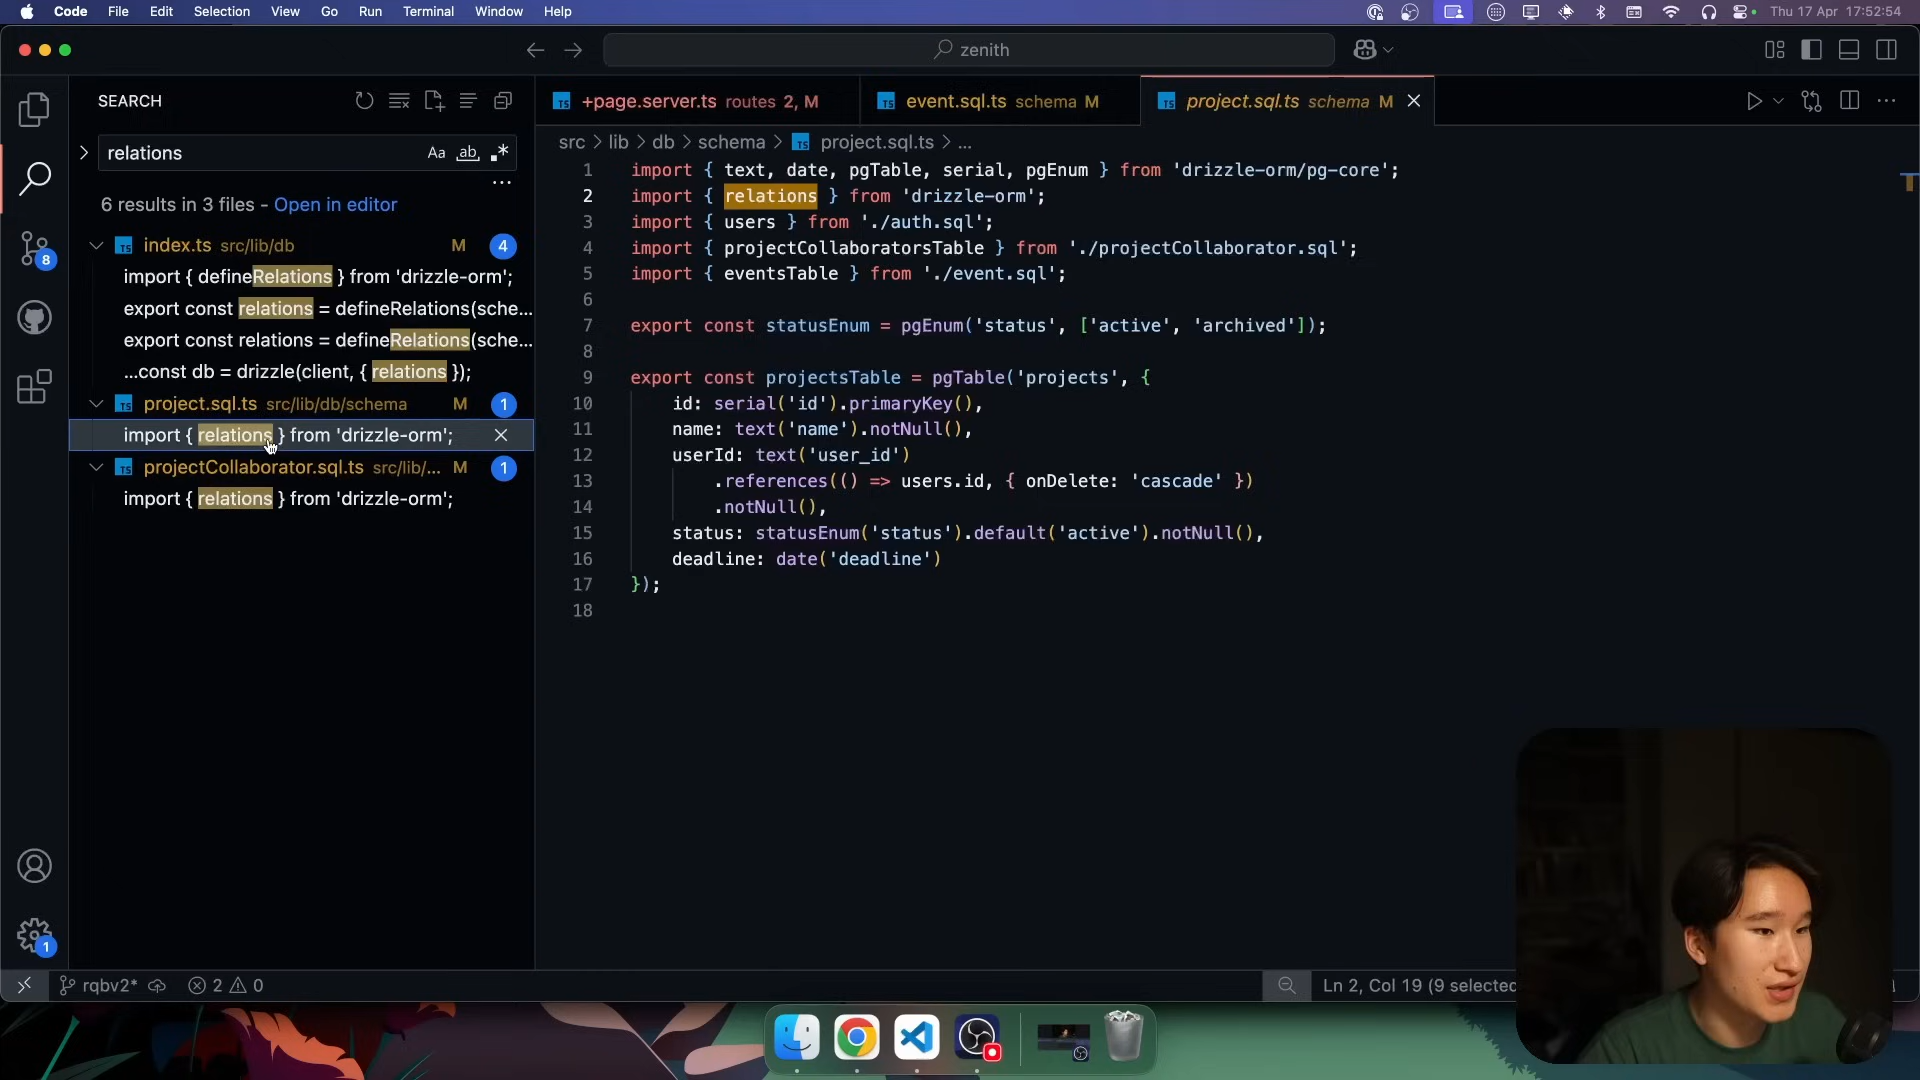 Code File Edit Selection View Go Run Terminal Window Help
Thu 17 Apr 17:52:54
zenith
SEARCH
relations
Aa ab .*
6 results in 3 files - Open in editor
index.ts src/lib/db M 4
import { defineRelations } from 'drizzle-orm';
export const relations = defineRelations(sche...
export const relations = defineRelations(sche...
...const db = drizzle(client, { relations });
project.sql.ts src/lib/db/schema M 1
import { relations } from 'drizzle-orm';
projectCollaborator.sql.ts src/lib/... M 1
import { relations } from 'drizzle-orm';
8
1
TS +page.server.ts routes 2, M
TS event.sql.ts schema M
TS project.sql.ts schema M
src > lib > db > schema > TS project.sql.ts > ...
1 import { text, date, pgTable, serial, pgEnum } from 'drizzle-orm/pg-core';
2 import { relations } from 'drizzle-orm';
3 import { users } from './auth.sql';
4 import { projectCollaboratorsTable } from './projectCollaborator.sql';
5 import { eventsTable } from './event.sql';
6
7 export const statusEnum = pgEnum('status', ['active', 'archived']);
8
9 export const projectsTable = pgTable('projects', {
10 id: serial('id').primaryKey(),
11 name: text('name').notNull(),
12 userId: text('user_id')
13 .references(() => users.id, { onDelete: 'cascade' })
14 .notNull(),
15 status: statusEnum('status').default('active').notNull(),
16 deadline: date('deadline')
17 });
18
rqbv2* 2 0
Ln 2, Col 19 (9 selected